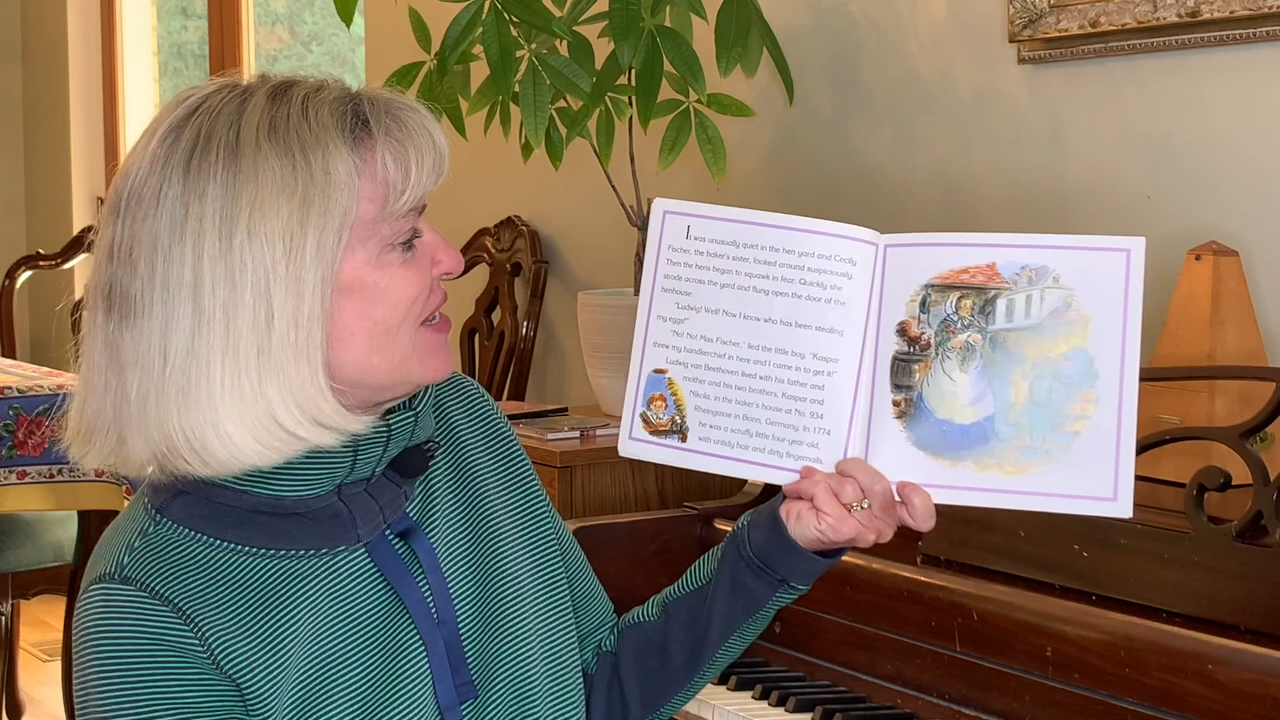 It was unusually quiet in the hen yard and Cecily
Fischer, the baker's sister, looked around suspiciously.
Then the hens began to squawk in fear. Quickly she
strode across the yard and flung open the door of the
henhouse.
"Ludwig! Well! Now I know who has been stealing
my eggs!"
"No! No! Miss Fischer," lied the little boy. "Kaspar
threw my handkerchief in here and I came in to get it!"
Ludwig van Beethoven lived with his father and
mother and his two brothers, Kaspar and
Nikola, in the baker's house at No. 934
Rheingasse in Bonn, Germany. In 1774
he was a scruffy little four-year-old,
with untidy hair and dirty fingernails.